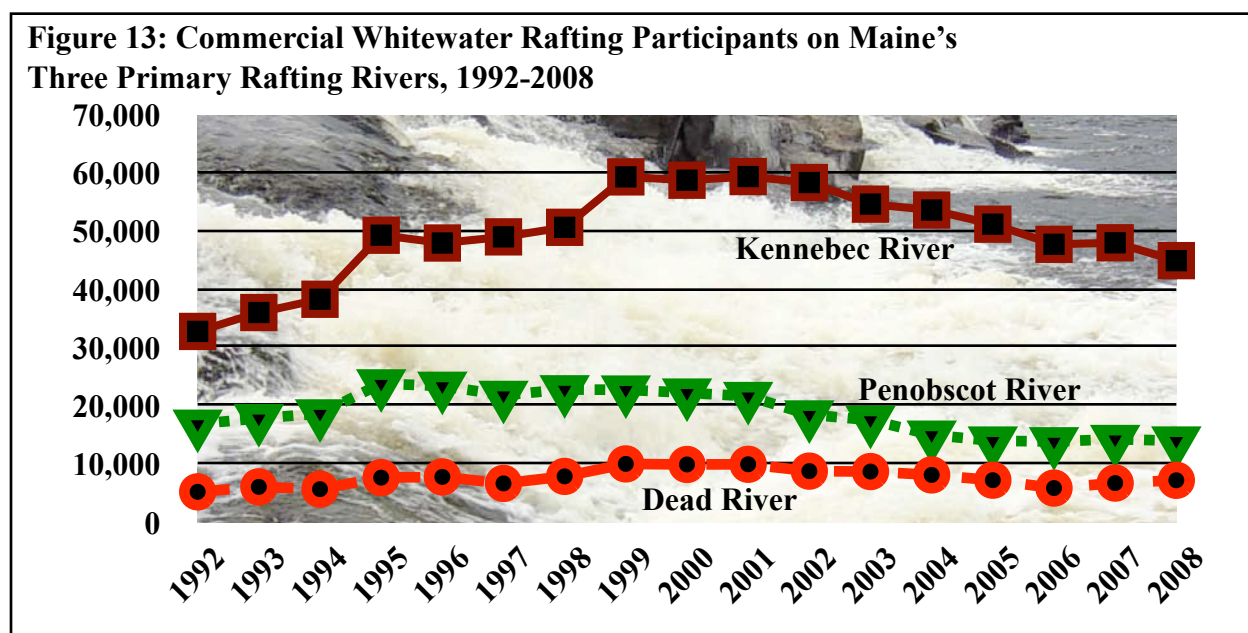 Figure 13: Commercial Whitewater Rafting Participants on Maine's
Three Primary Rafting Rivers, 1992-2008
70,000
60,000
50,000
Kennebec River
40,000
30,000
Penobscot River
20,000
10,000
Dead River
0
1992 1993 1994 1995 1996 1997 1998 1999 2000 2001 2002 2003 2004 2005 2006 2007 2008